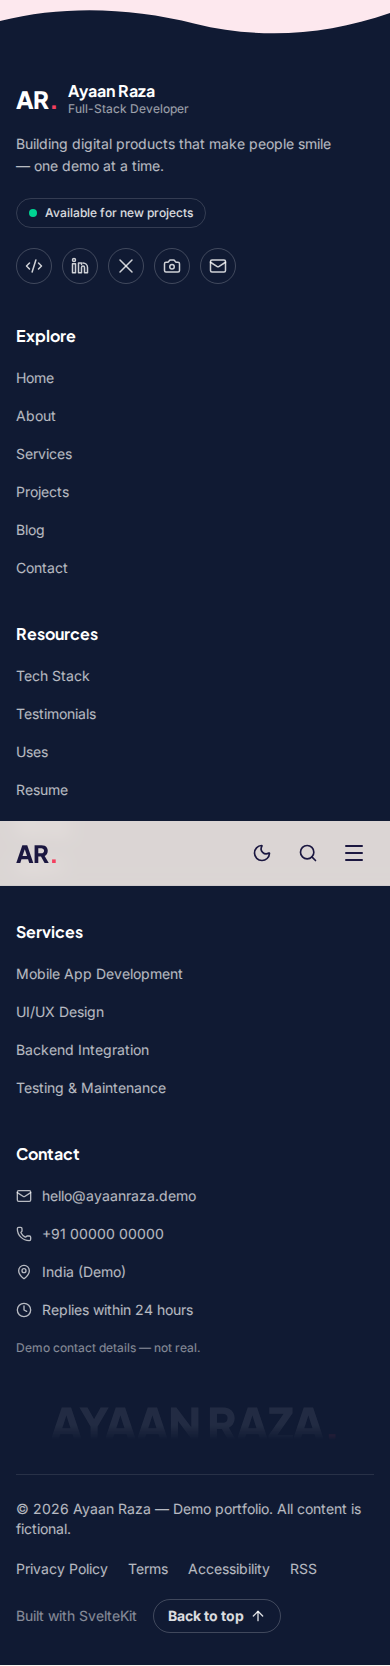 AR.
Ayaan Raza
Full-Stack Developer
Building digital products that make people smile
— one demo at a time.
Available for new projects
Explore
Home
About
Services
Projects
Blog
Contact
Resources
Tech Stack
Testimonials
Uses
Resume
AR.
Services
Mobile App Development
UI/UX Design
Backend Integration
Testing & Maintenance
Contact
hello@ayaanraza.demo
+91 00000 00000
India (Demo)
Replies within 24 hours
Demo contact details — not real.
AYAAN RAZA.
© 2026 Ayaan Raza — Demo portfolio. All content is
fictional.
Privacy Policy Terms Accessibility RSS
Built with SvelteKit Back to top